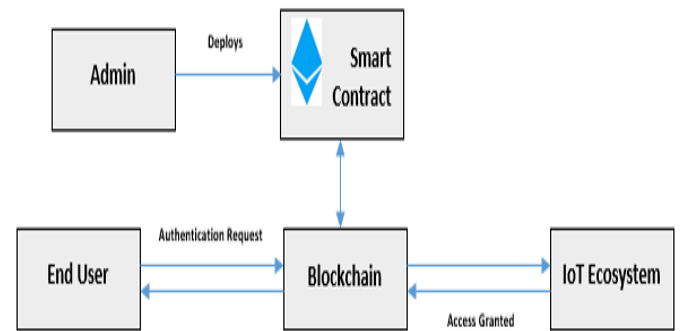 Deploys
Admin
Smart
Contract
Authentication Request
End User
Blockchain
IoT Ecosystem
Access Granted